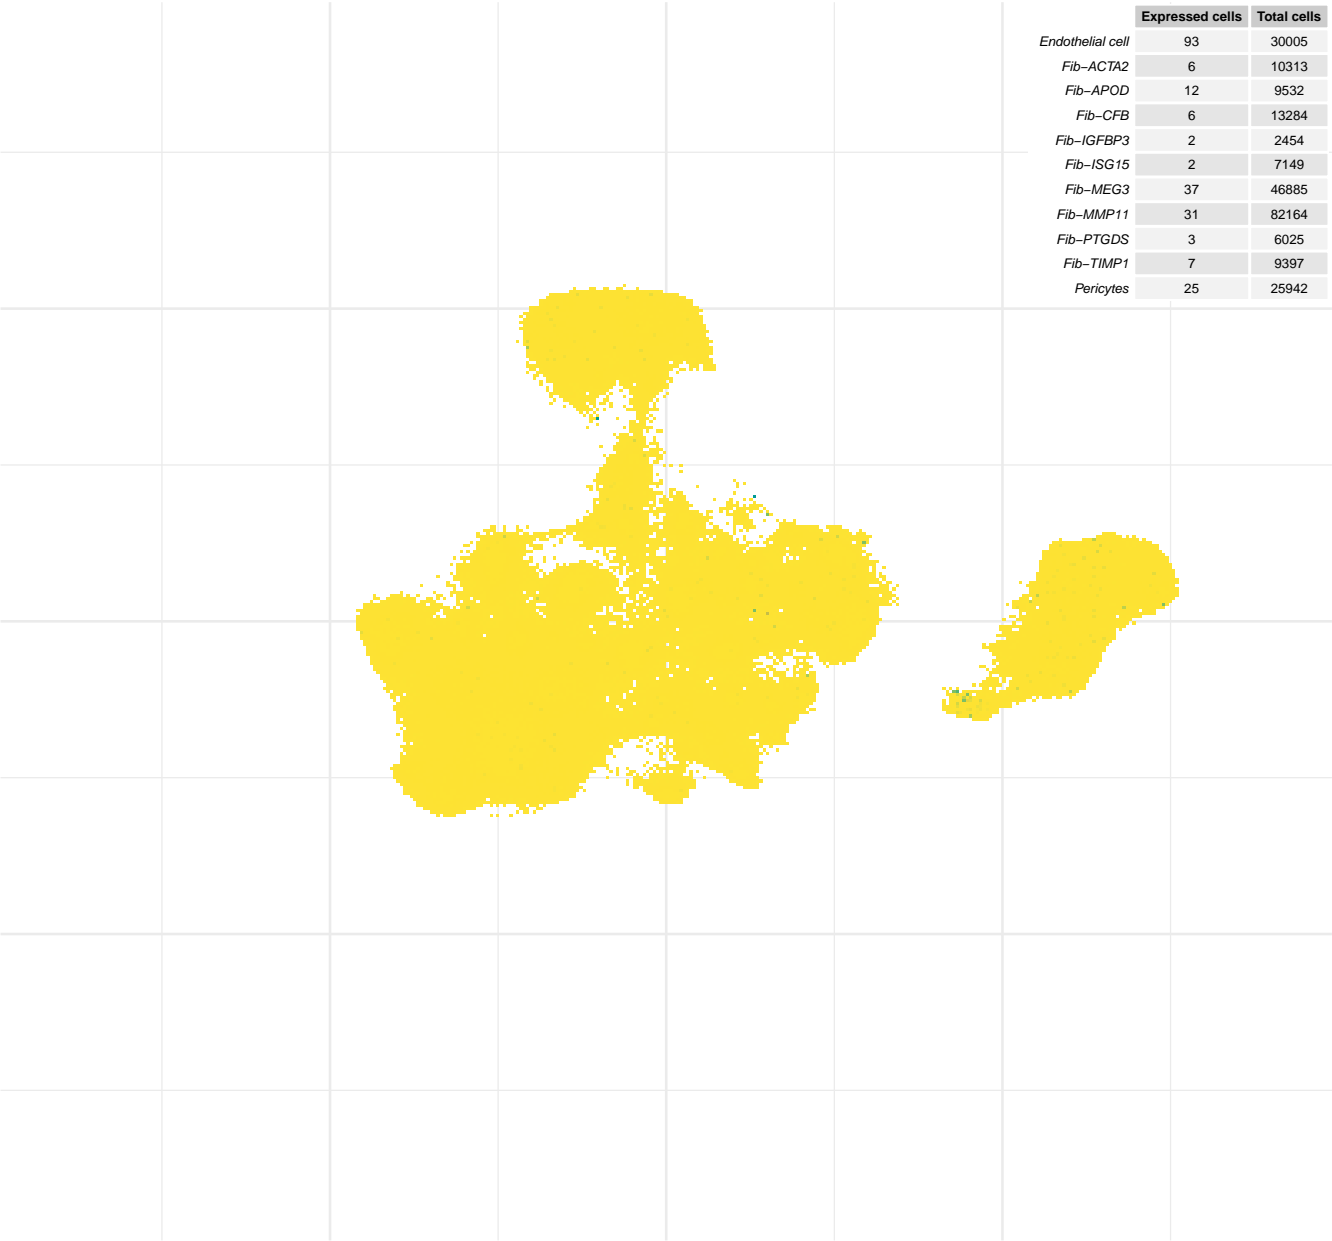 Expressed cells Total cells
Endothelial cell 93 30005
Fib−ACTA2 6 10313
Fib−APOD 12 9532
Fib−CFB 6 13284
Fib−IGFBP3 2 2454
Fib−ISG15 2 7149
Fib−MEG3 37 46885
Fib−MMP11 31 82164
Fib−PTGDS 3 6025
Fib−TIMP1 7 9397
Pericytes 25 25942